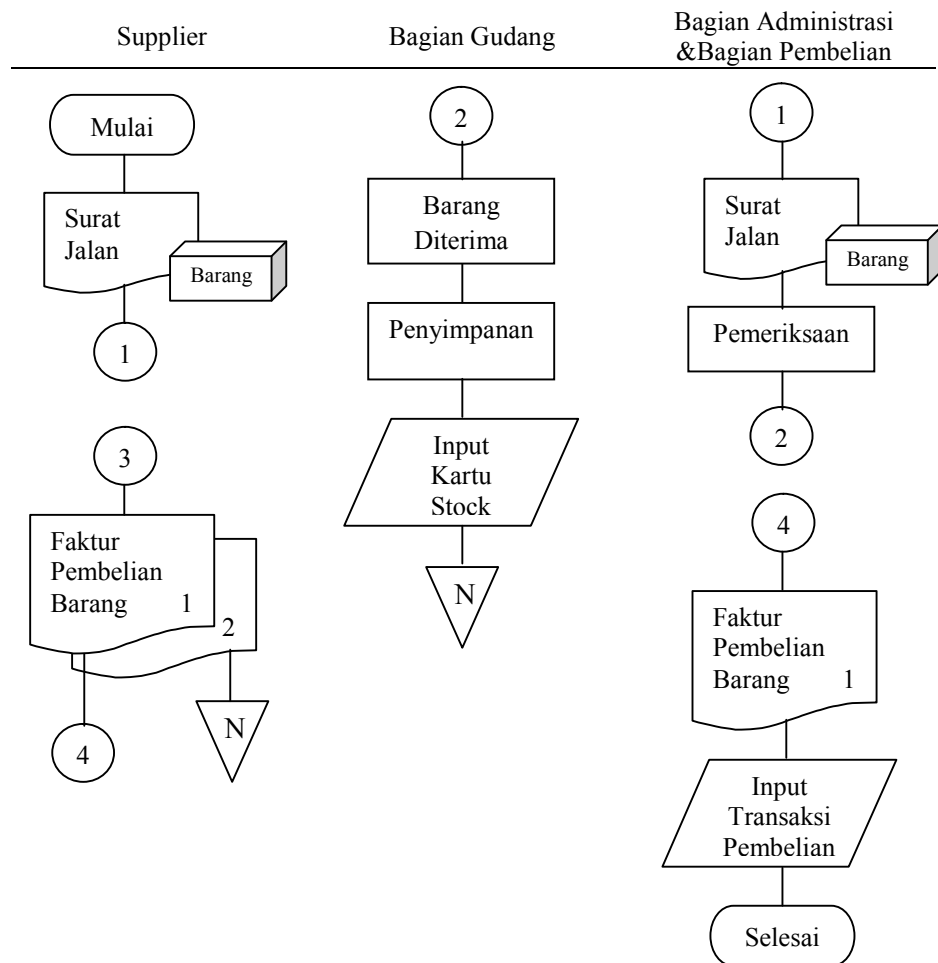 Supplier
Bagian Gudang
Bagian Administrasi
&Bagian Pembelian
Mulai
Surat
Jalan
Barang
1
3
Faktur
Pembelian
Barang 1
2
4
N
2
Barang
Diterima
Penyimpanan
Input
Kartu
Stock
N
1
Surat
Jalan
Barang
Pemeriksaan
2
4
Faktur
Pembelian
Barang 1
Input
Transaksi
Pembelian
Selesai